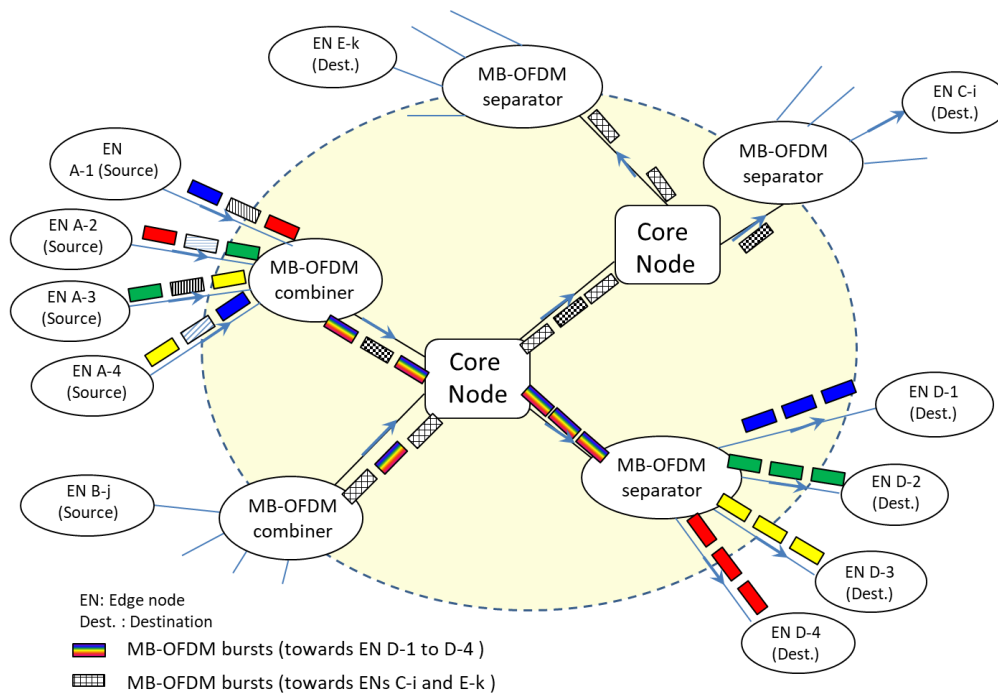 EN E-k
(Dest.)
MB-OFDM
separator
EN C-i
(Dest.)
MB-OFDM
separator
EN
A-1 (Source)
EN A-2
(Source)
EN A-3
(Source)
EN A-4
(Source)
MB-OFDM
combiner
Core
Node
Core
Node
EN D-1
(Dest.)
MB-OFDM
separator
EN D-2
(Dest.)
EN B-j
(Source)
MB-OFDM
combiner
EN D-3
(Dest.)
EN D-4
(Dest.)
EN: Edge node
Dest. : Destination
MB-OFDM bursts (towards EN D-1 to D-4 )
MB-OFDM bursts (towards ENs C-i and E-k )